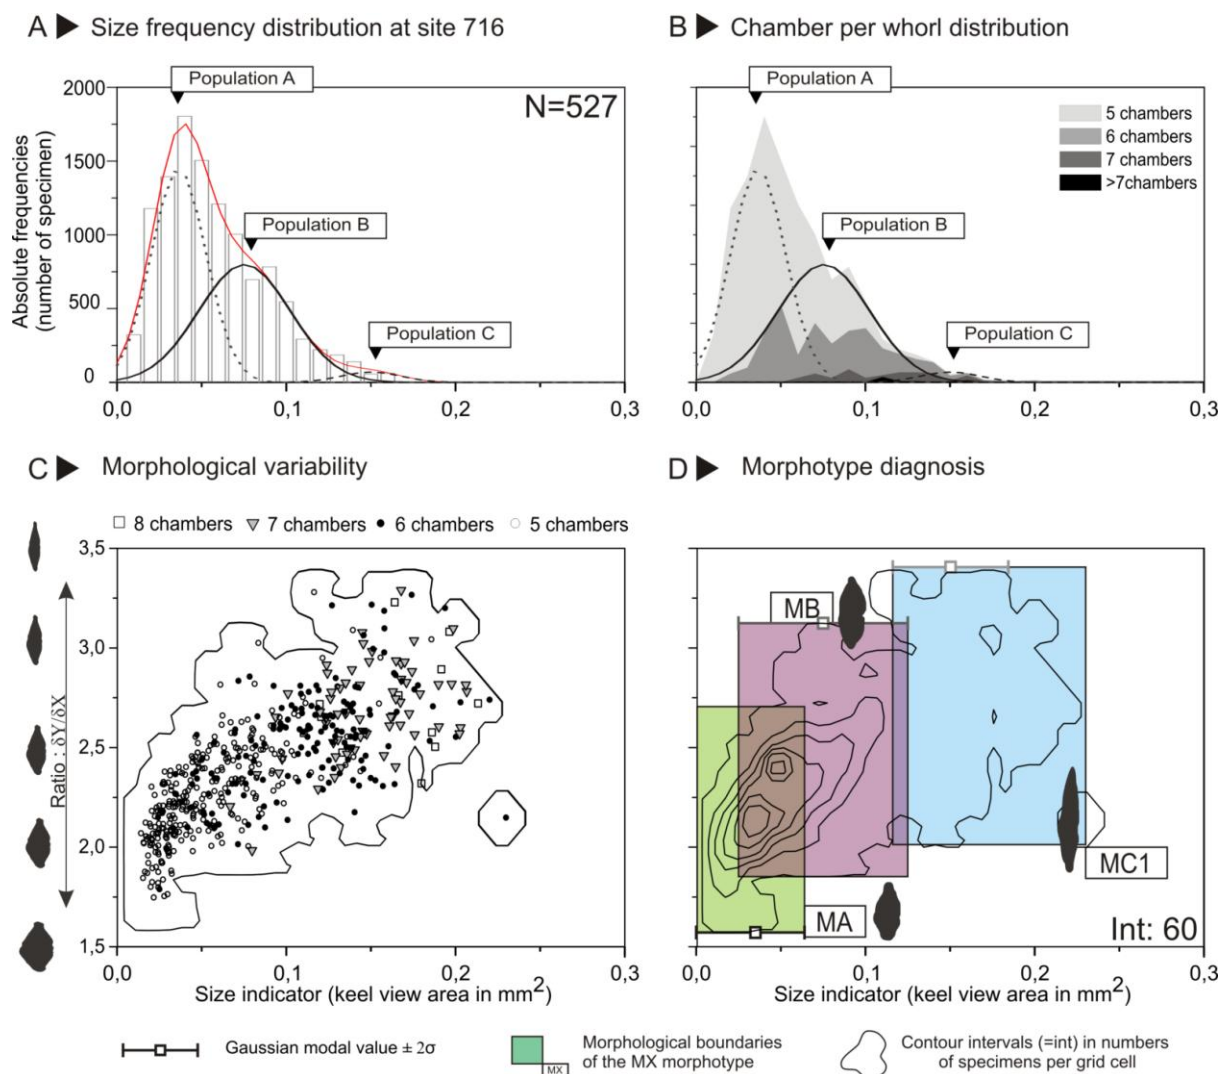 A ▶ Size frequency distribution at site 716
Population A
N=527
Population B
Population C
Absolute frequencies
(number of specimen)
2000
1500
1000
500
0
0,0 0,1 0,2 0,3
B ▶ Chamber per whorl distribution
Population A
5 chambers
6 chambers
7 chambers
>7chambers
Population B
Population C
0,0 0,1 0,2 0,3
C ▶ Morphological variability
8 chambers 7 chambers 6 chambers 5 chambers
Ratio : δY/δX
3,5
3,0
2,5
2,0
1,5
0,0 0,1 0,2 0,3
Size indicator (keel view area in mm²)
D ▶ Morphotype diagnosis
MB
MC1
MA
Int: 60
0,0 0,1 0,2 0,3
Size indicator (keel view area in mm²)
Gaussian modal value ± 2σ
MX
Morphological boundaries
of the MX morphotype
Contour intervals (=int) in numbers
of specimens per grid cell